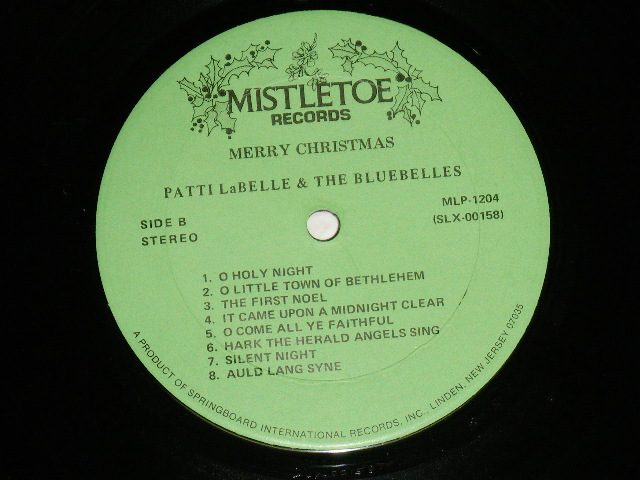 MISTLETOE
RECORDS
MERRY CHRISTMAS
PATTI LaBELLE & THE BLUEBELLES
SIDE B
STEREO
MLP-1204
(SLX-00158)
1. O HOLY NIGHT
2. O LITTLE TOWN OF BETHLEHEM
3. THE FIRST NOEL
4. IT CAME UPON A MIDNIGHT CLEAR
5. O COME ALL YE FAITHFUL
6. HARK THE HERALD ANGELS SING
7. SILENT NIGHT
8. AULD LANG SYNE
A PRODUCT OF SPRINGBOARD INTERNATIONAL RECORDS, INC., LINDEN, NEW JERSEY 07035